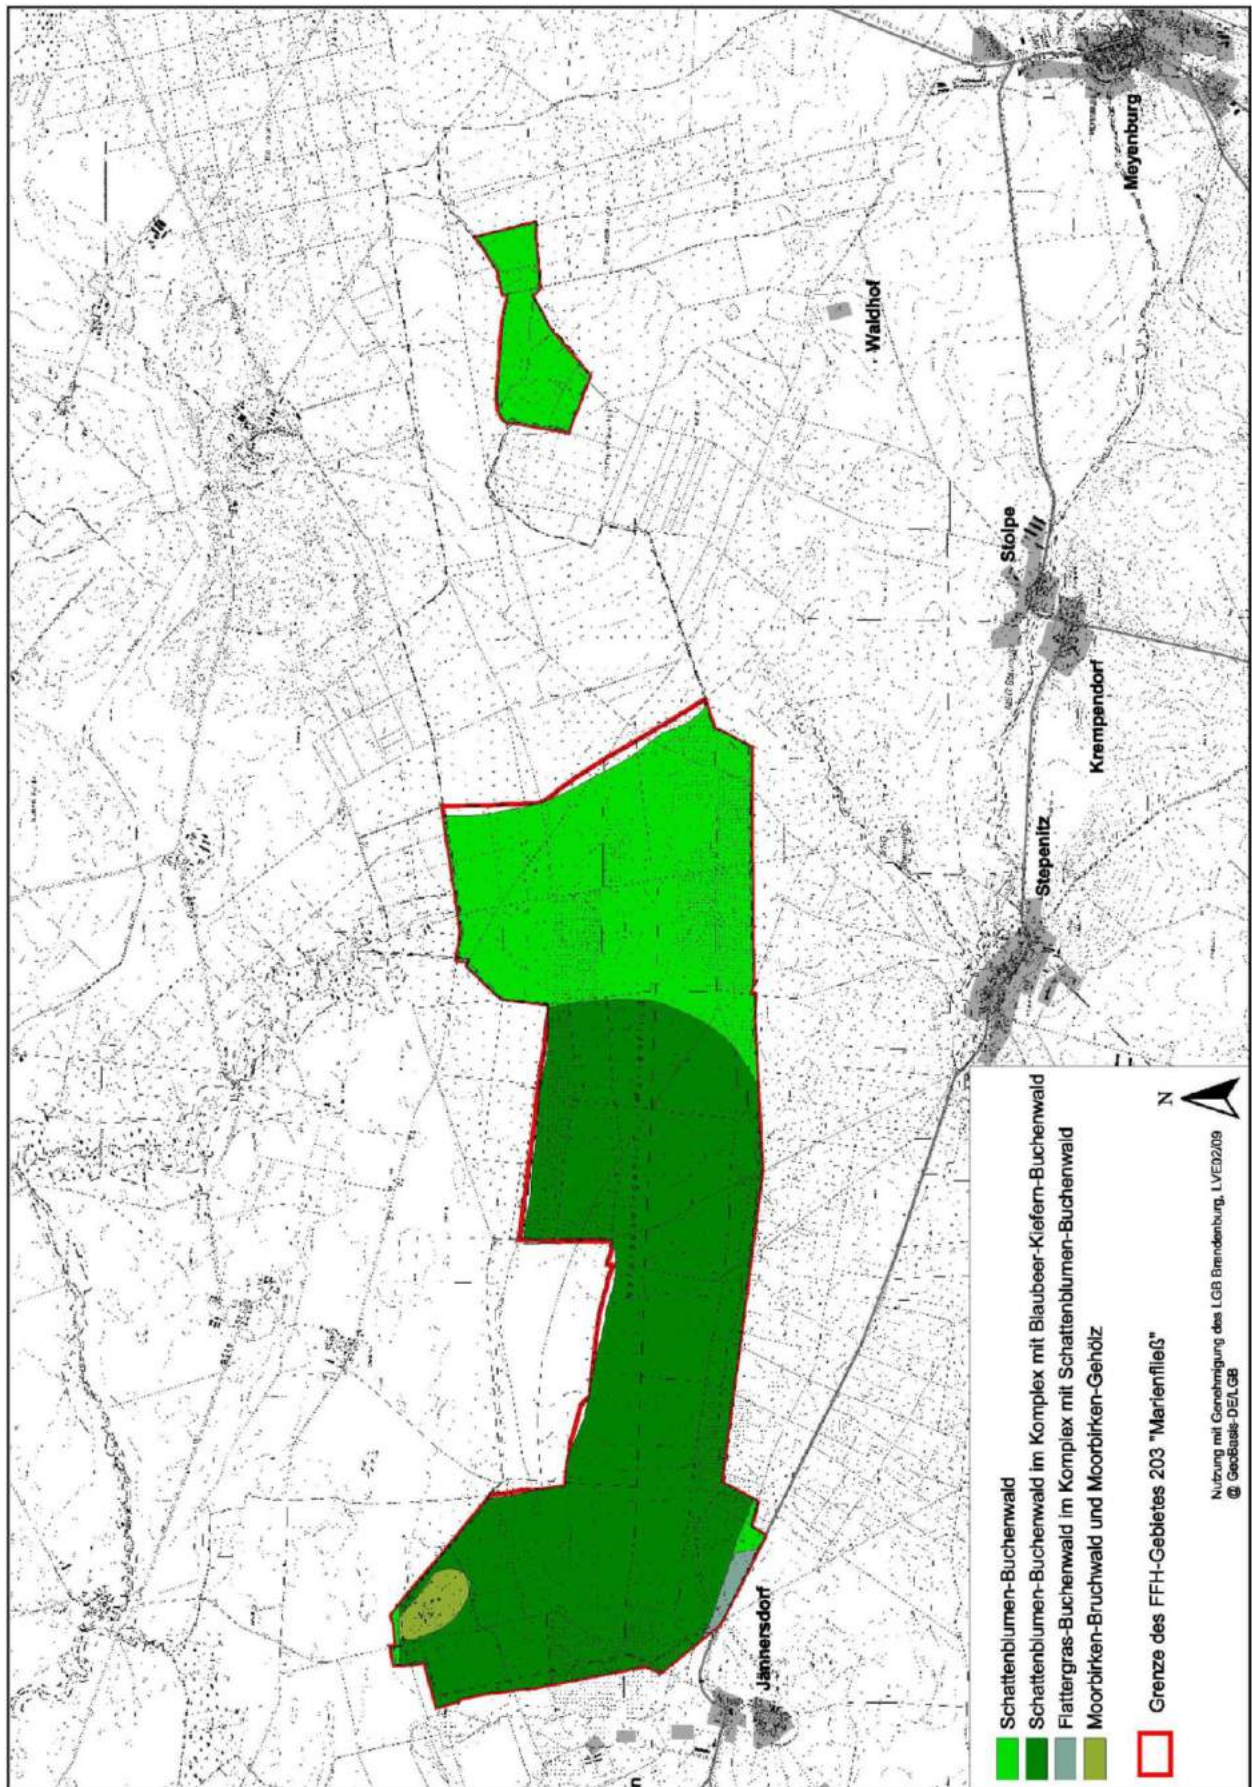 Meyenburg
Waldhof
Stolpe
Krempendorf
Stepenitz
Jännersdorf
n
Schattenblumen-Buchenwald
Schattenblumen-Buchenwald im Komplex mit Blaubeer-Kiefern-Buchenwald
Flattergras-Buchenwald im Komplex mit Schattenblumen-Buchenwald
Moorbirken-Bruchwald und Moorbirken-Gehölz
Grenze des FFH-Gebietes 203 "Marienfließ"
N
Nutzung mit Genehmigung des LGB Brandenburg, LVE02/09
@ GeoBasis-DE/LGB